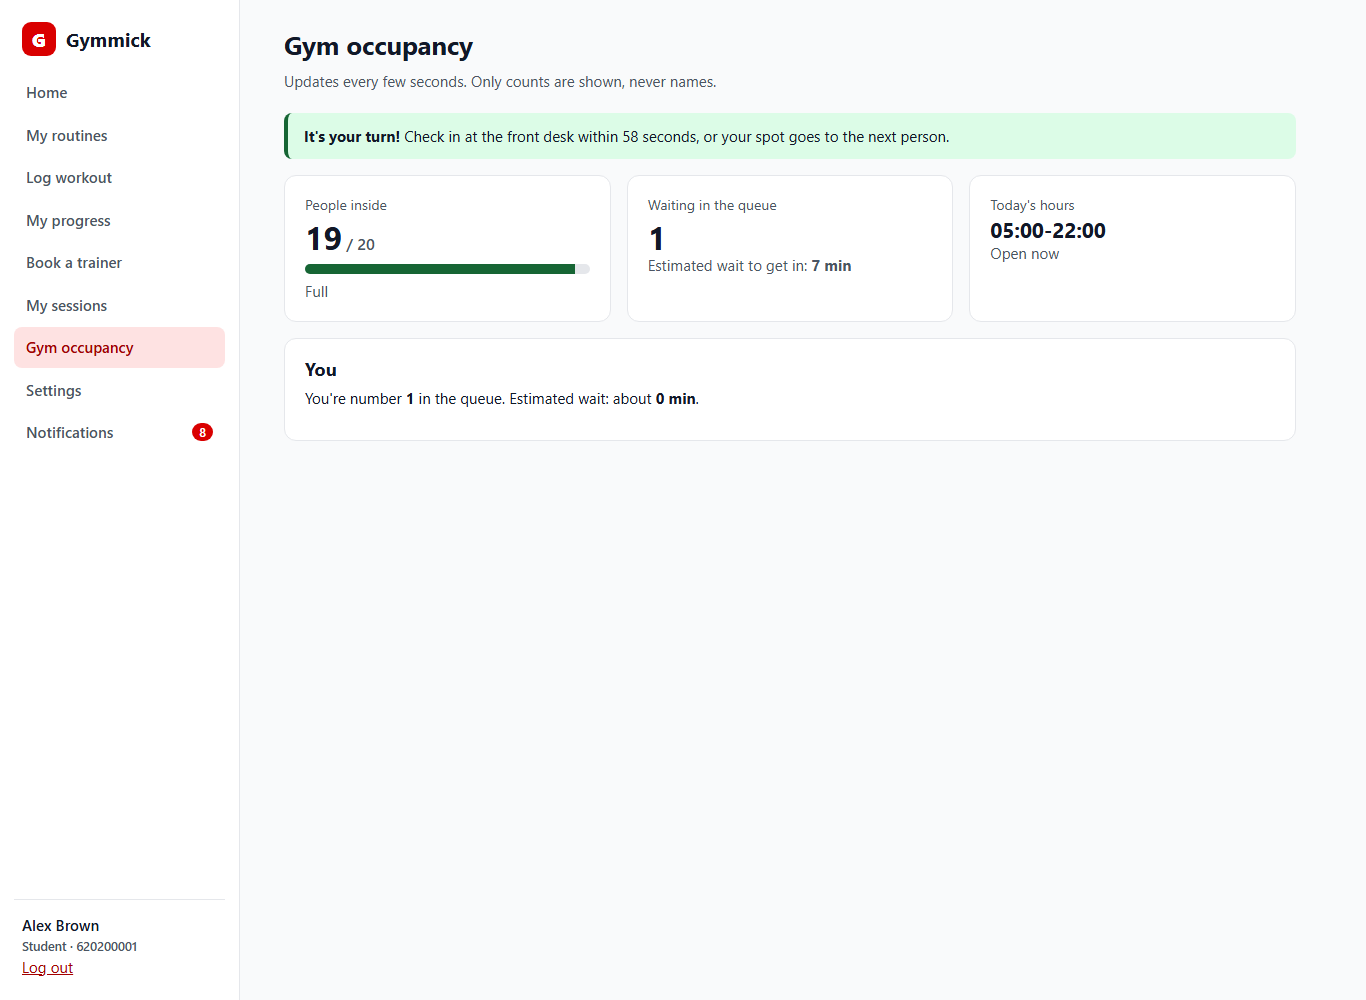 G Gymmick
Home
My routines
Log workout
My progress
Book a trainer
My sessions
Gym occupancy
Settings
Notifications 8
Alex Brown
Student · 620200001
Log out
Gym occupancy
Updates every few seconds. Only counts are shown, never names.
It's your turn! Check in at the front desk within 58 seconds, or your spot goes to the next person.
People inside
19 / 20
Full
Waiting in the queue
1
Estimated wait to get in: 7 min
Today's hours
05:00-22:00
Open now
You
You're number 1 in the queue. Estimated wait: about 0 min.